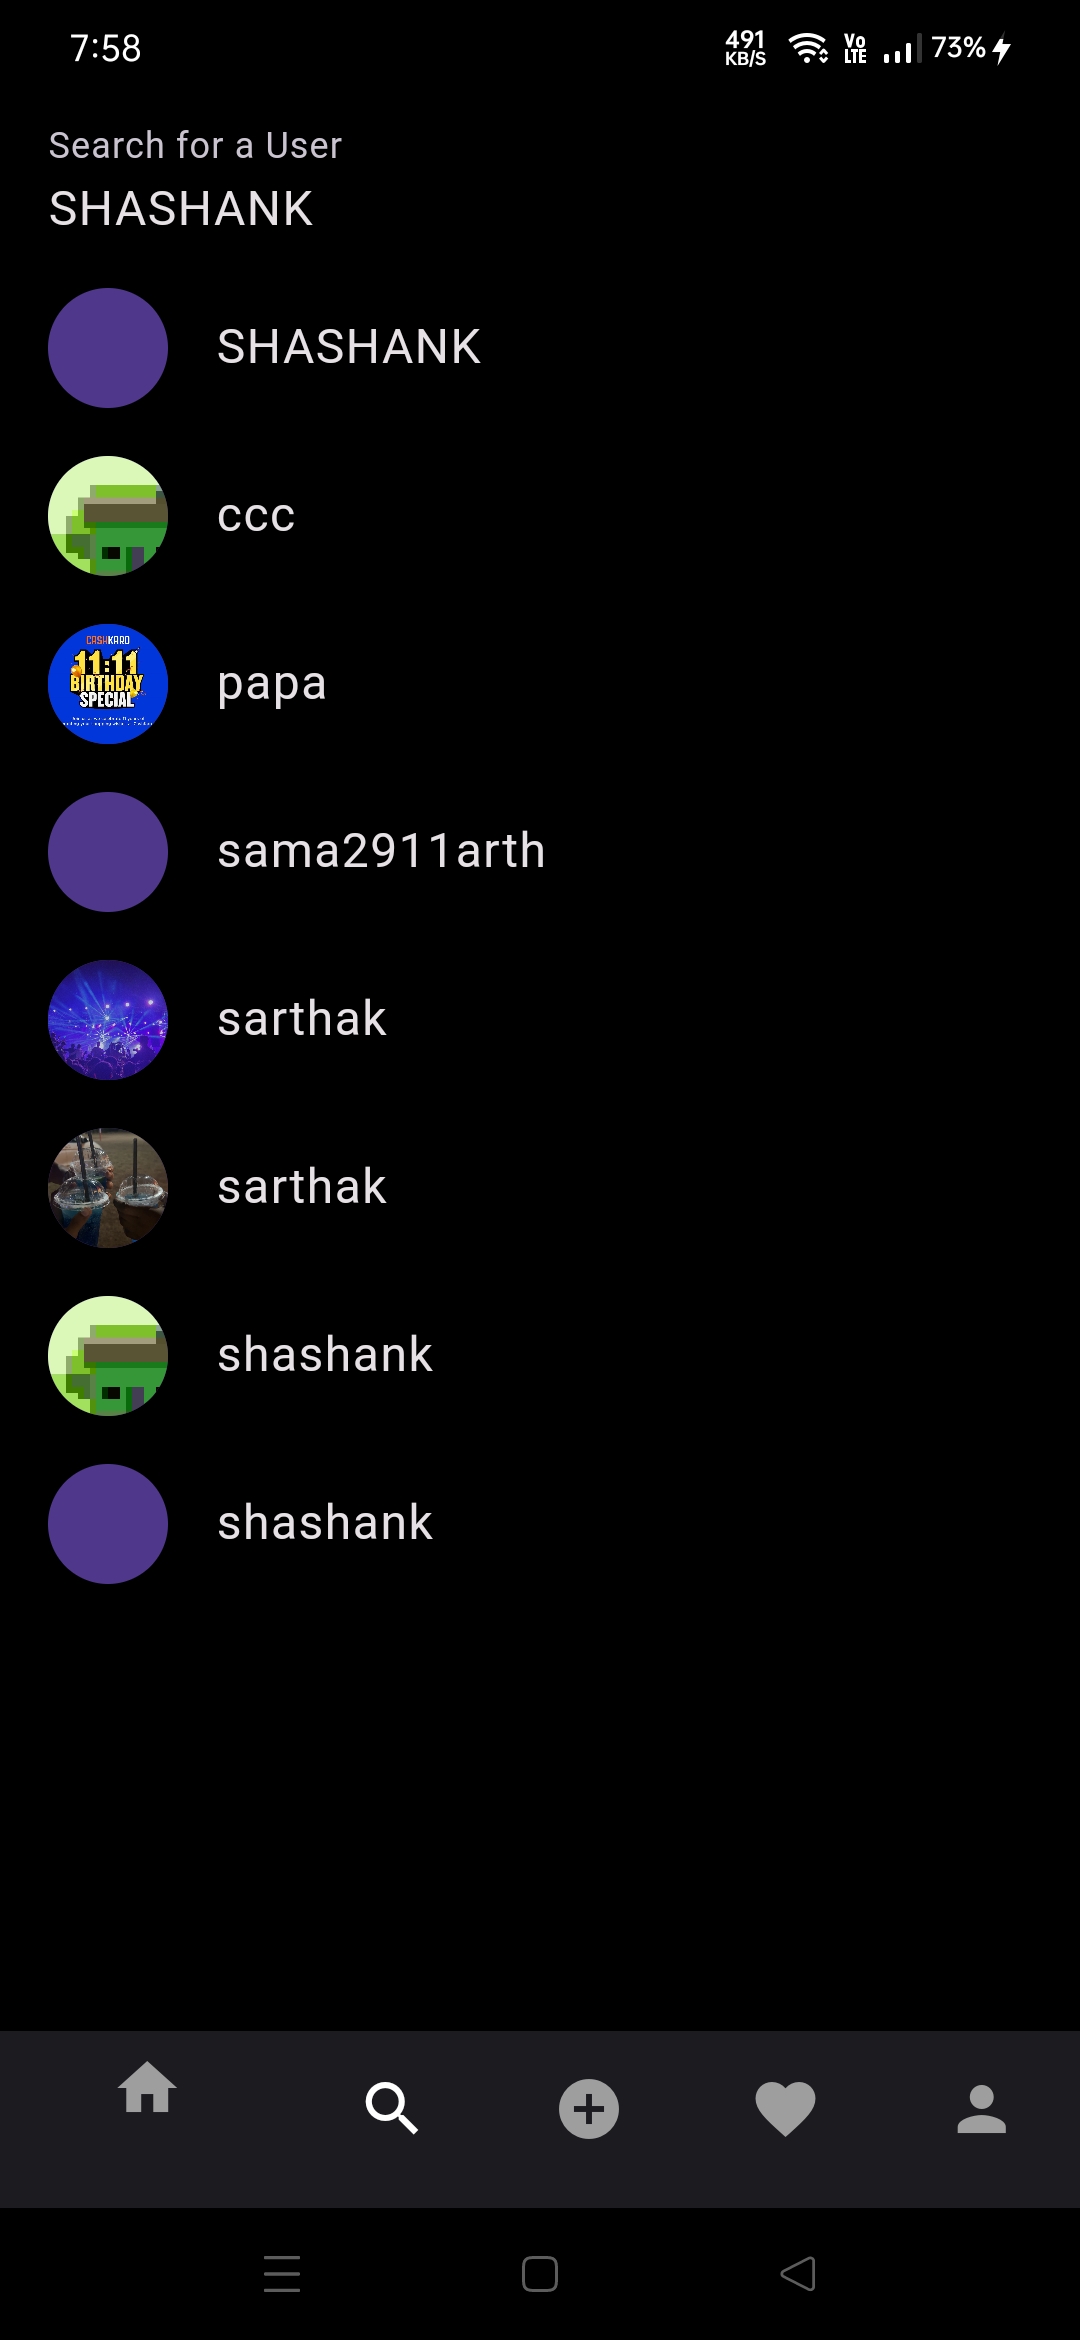 7:58
491
KB/S
Vo
LTE
73%
Search for a User
SHASHANK
SHASHANK
ccc
CASHKARO
11:11
BIRTHDAY
SPECIAL
papa
sama2911arth
sarthak
sarthak
shashank
shashank